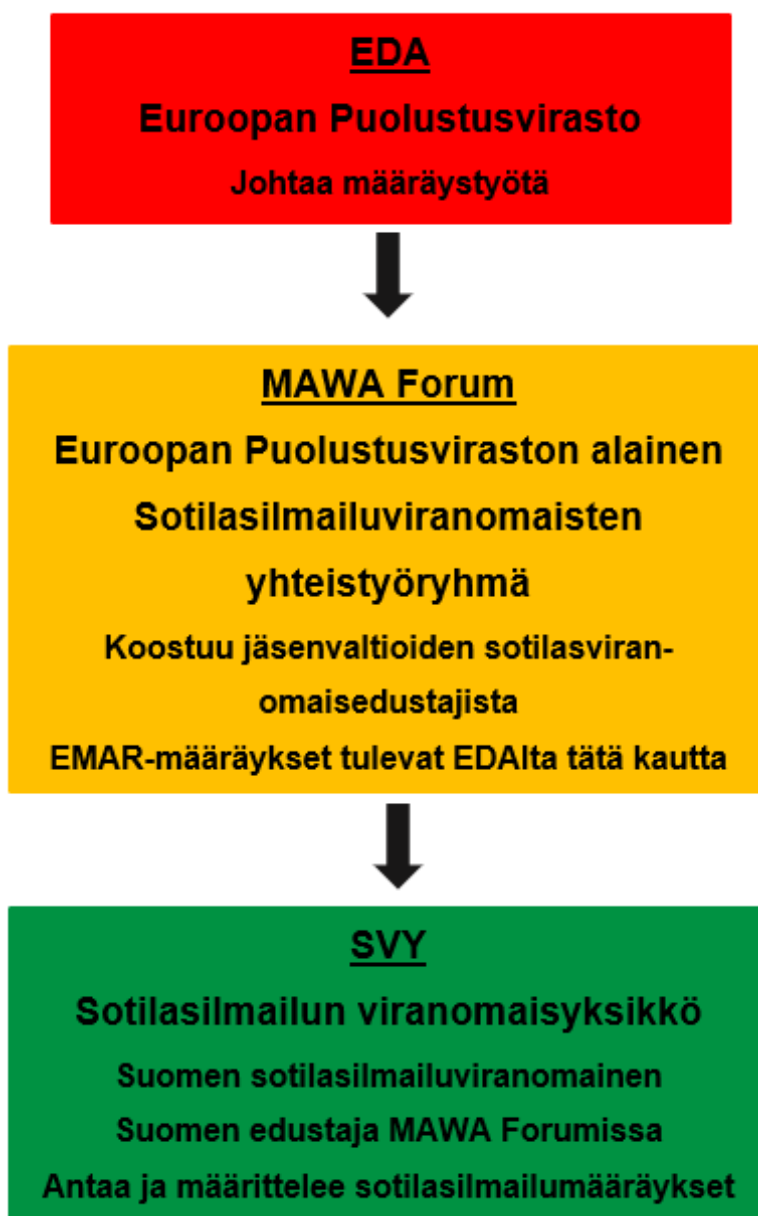 EDA
Euroopan Puolustusvirasto
Johtaa määräystyötä
MAWA Forum
Euroopan Puolustusviraston alainen
Sotilasilmailuviranomaisten
yhteistyöryhmä
Koostuu jäsenvaltioiden sotilasviran-
omaisedustajista
EMAR-määräykset tulevat EDAlta tätä kautta
SVY
Sotilasilmailun viranomaisyksikkö
Suomen sotilasilmailuviranomainen
Suomen edustaja MAWA Forumissa
Antaa ja määrittelee sotilasilmailumääräykset